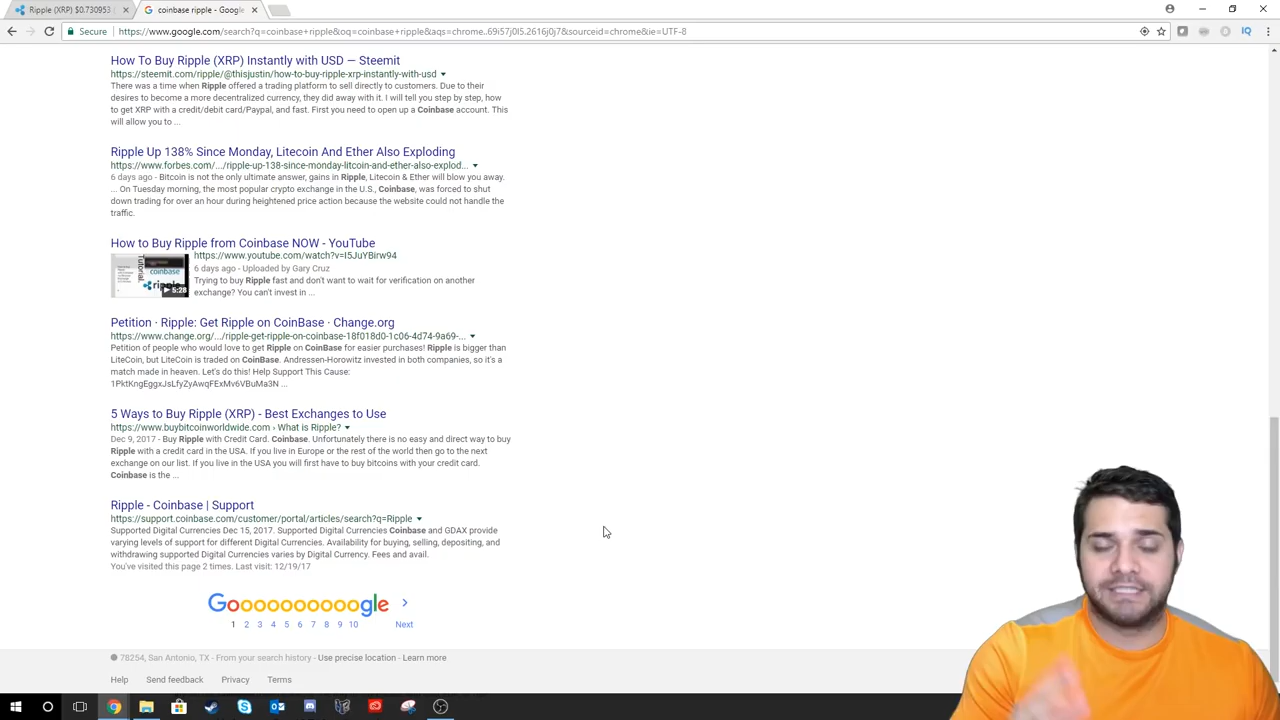 Ripple (XRP) $0.730953
coinbase ripple - Google
Secure
https://www.google.com/search?q=coinbase+ripple&oq=coinbase+ripple&aqs=chrome..69i57j0l5.2616j0j7&sourceid=chrome&ie=UTF-8
How To Buy Ripple (XRP) Instantly with USD — Steemit
https://steemit.com/ripple/@thisjustin/how-to-buy-ripple-xrp-instantly-with-usd
There was a time when Ripple offered a trading platform to sell directly to customers. Due to their
desires to become a more decentralized currency, they did away with it. I will tell you step by step, how
to get XRP with a credit/debit card/Paypal, and fast. First you need to open up a Coinbase account. This
will allow you to ...
Ripple Up 138% Since Monday, Litecoin And Ether Also Exploding
https://www.forbes.com/.../ripple-up-138-since-monday-litcoin-and-ether-also-explod...
6 days ago - Bitcoin is not the only ultimate answer, gains in Ripple, Litecoin & Ether will blow you away.
... On Tuesday morning, the most popular crypto exchange in the U.S., Coinbase, was forced to shut
down trading for over an hour during heightened price action because the website could not handle the
traffic.
How to Buy Ripple from Coinbase NOW - YouTube
https://www.youtube.com/watch?v=I5JuYBirw94
6 days ago - Uploaded by Gary Cruz
Trying to buy Ripple fast and don't want to wait for verification on another
exchange? You can't invest in ...
Tutorial
coinbase
ripple
Petition · Ripple: Get Ripple on CoinBase · Change.org
https://www.change.org/.../ripple-get-ripple-on-coinbase-18f018d0-1c06-4d74-9a69-...
Petition of people who would love to get Ripple on CoinBase for easier purchases! Ripple is bigger than
LiteCoin, but LiteCoin is traded on CoinBase. Andressen-Horowitz invested in both companies, so it's a
match made in heaven. Let's do this! Help Support This Cause:
1PktKngEggxJsLfyZyAwqFExMv6VBuMa3N ...
5 Ways to Buy Ripple (XRP) - Best Exchanges to Use
https://www.buybitcoinworldwide.com › What is Ripple?
Dec 9, 2017 - Buy Ripple with Credit Card. Coinbase. Unfortunately there is no easy and direct way to buy
Ripple with a credit card in the USA. If you live in Europe or the rest of the world then go to the next
exchange on our list. If you live in the USA you will first have to buy bitcoins with your credit card.
Coinbase is the ...
Ripple - Coinbase | Support
https://support.coinbase.com/customer/portal/articles/search?q=Ripple
Supported Digital Currencies Dec 15, 2017. Supported Digital Currencies Coinbase and GDAX provide
varying levels of support for different Digital Currencies. Availability for buying, selling, depositing, and
withdrawing supported Digital Currencies varies by Digital Currency. Fees and avail.
You've visited this page 2 times. Last visit: 12/19/17
Goooooooooogle
1 2 3 4 5 6 7 8 9 10 Next
78254, San Antonio, TX - From your search history - Use precise location - Learn more
Help Send feedback Privacy Terms